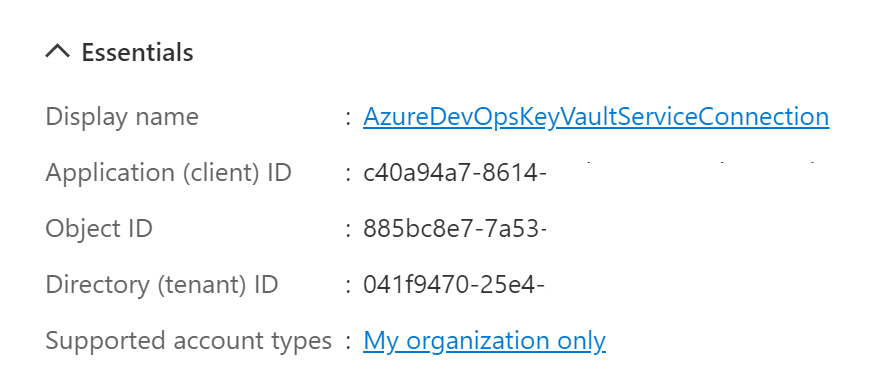 Essentials
Display name : AzureDevOpsKeyVaultServiceConnection
Application (client) ID : c40a94a7-8614-
Object ID : 885bc8e7-7a53-
Directory (tenant) ID : 041f9470-25e4-
Supported account types : My organization only